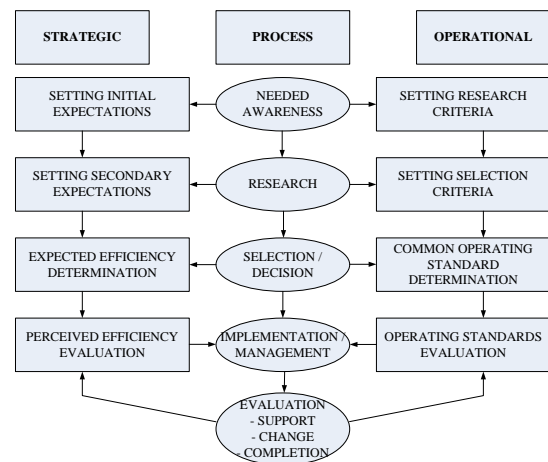 STRATEGIC
PROCESS
OPERATIONAL
SETTING INITIAL
EXPECTATIONS
NEEDED
AWARENESS
SETTING RESEARCH
CRITERIA
SETTING SECONDARY
EXPECTATIONS
RESEARCH
SETTING SELECTION
CRITERIA
EXPECTED EFFICIENCY
DETERMINATION
SELECTION /
DECISION
COMMON OPERATING
STANDARD
DETERMINATION
PERCEIVED EFFICIENCY
EVALUATION
IMPLEMENTATION /
MANAGEMENT
OPERATING STANDARDS
EVALUATION
EVALUATION
- SUPPORT
- CHANGE
- COMPLETION